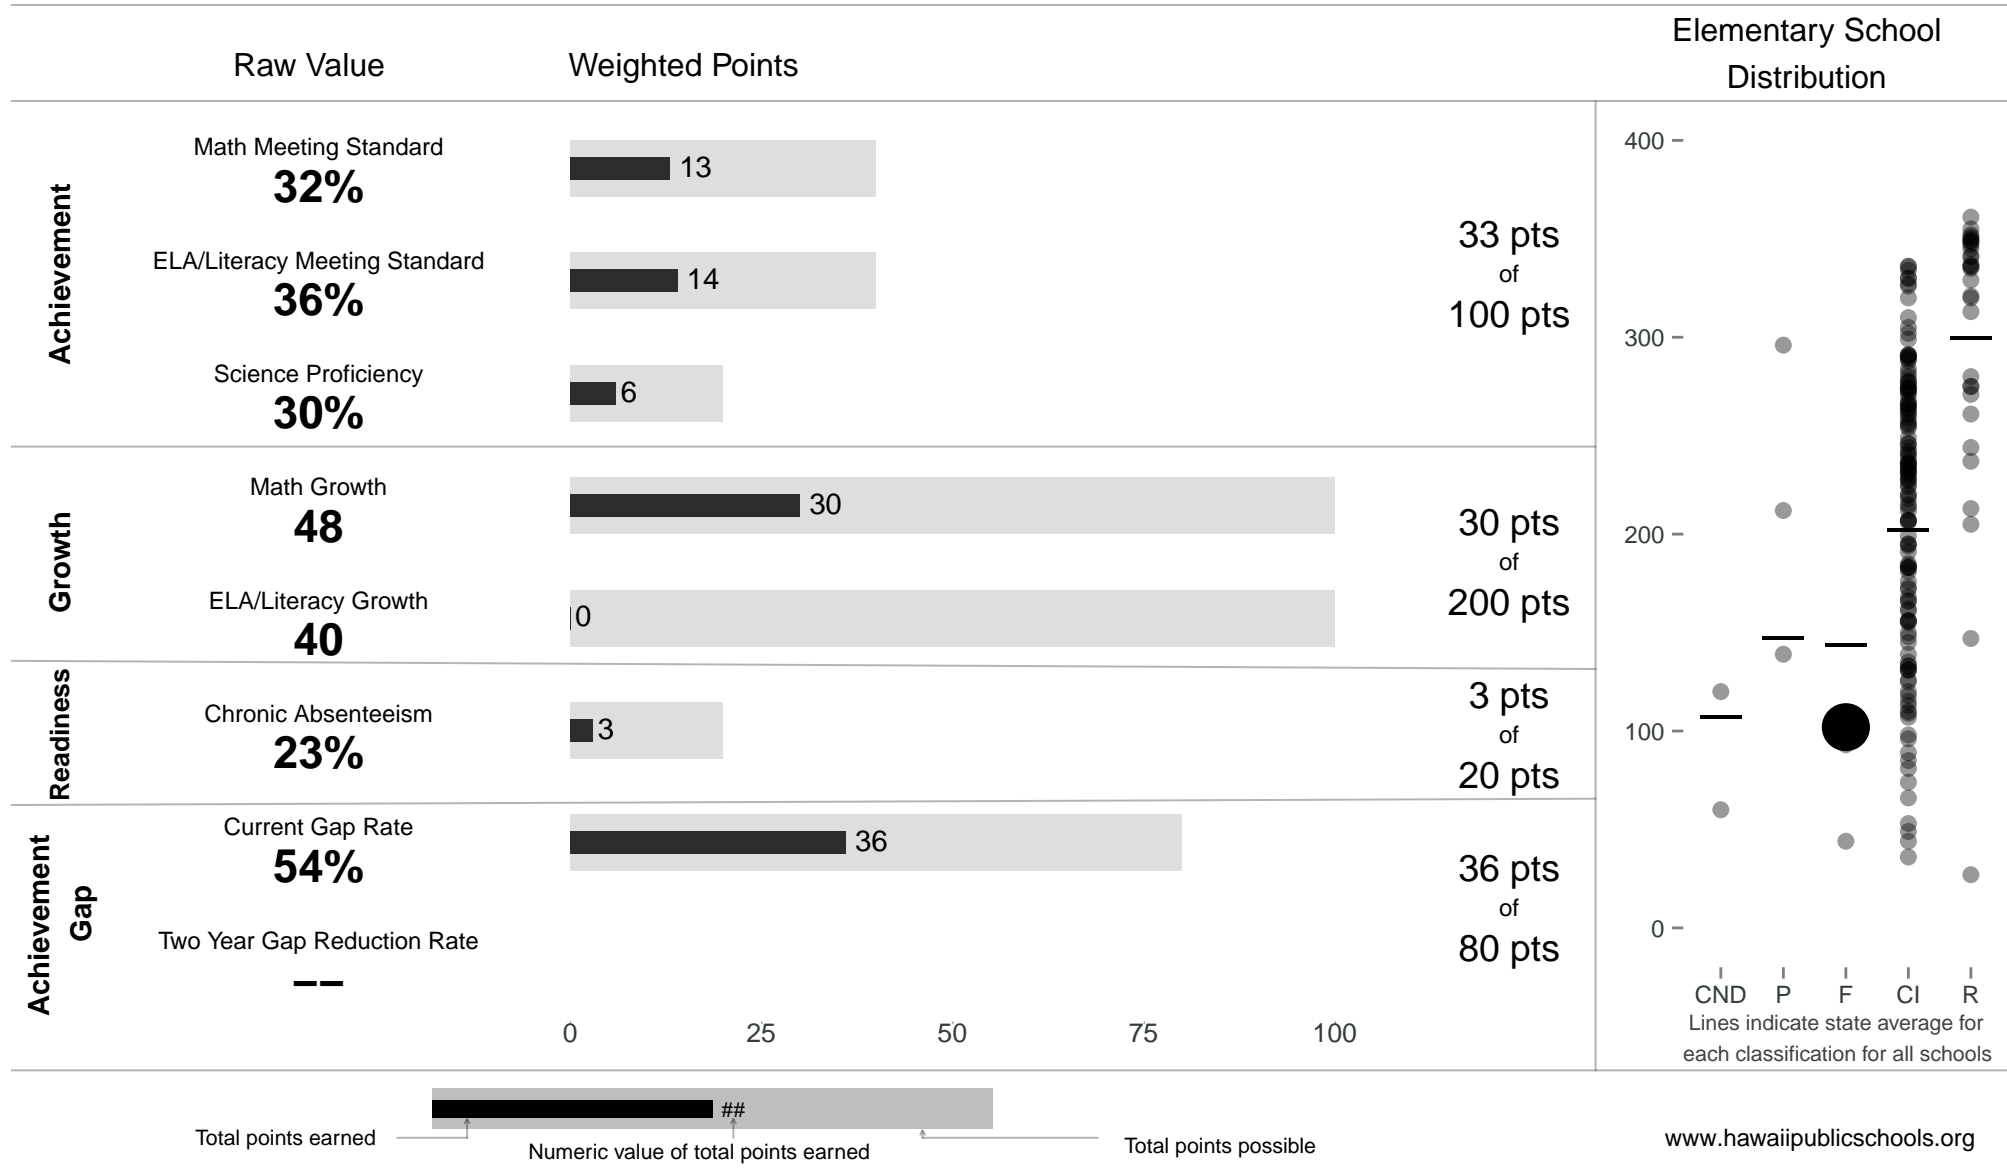 Raw Value
Weighted Points
Elementary School
Distribution
Achievement
Math Meeting Standard
32%
13
ELA/Literacy Meeting Standard
36%
14
Science Proficiency
30%
6
33 pts
of
100 pts
Growth
Math Growth
48
30
ELA/Literacy Growth
40
0
30 pts
of
200 pts
Readiness
Chronic Absenteeism
23%
3
3 pts
of
20 pts
Achievement
Gap
Current Gap Rate
54%
36
Two Year Gap Reduction Rate
--
36 pts
of
80 pts
0 25 50 75 100
400
300
200
100
0
CND P F CI R
Lines indicate state average for
each classification for all schools
##
Total points earned
Numeric value of total points earned
Total points possible
www.hawaiipublicschools.org